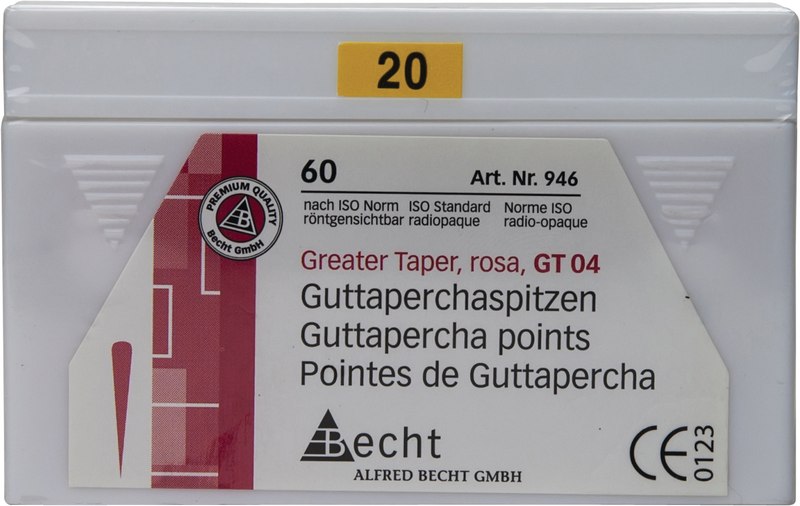 20
60
Art. Nr. 946
nach ISO Norm ISO Standard Norme ISO
röntgensichtbar radiopaque radio-opaque
PREMIUM QUALITY
B
Becht GmbH
Greater Taper, rosa, GT 04
Guttaperchaspitzen
Guttapercha points
Pointes de Guttapercha
Becht
ALFRED BECHT GMBH
CE 0123